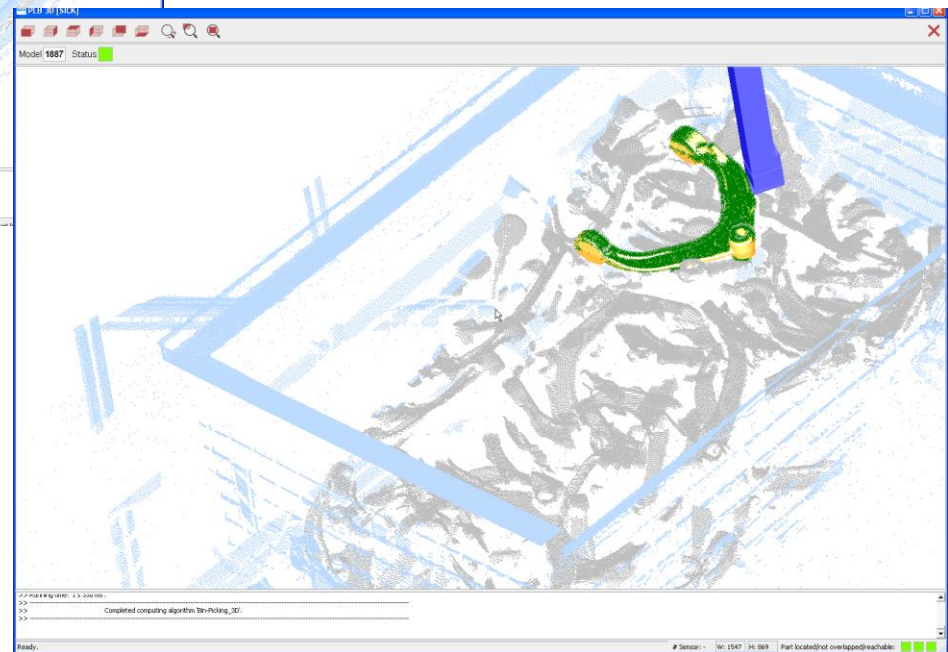 PLB 3D [SICK]
Model 1887 Status
>> Running time: 1 s 550 ms.
>> Completed computing algorithm 'Bin-Picking_3D'.
>>
Ready. # Sensor: - W: 1547 H: 869 Part located/not overlapped/reachable: